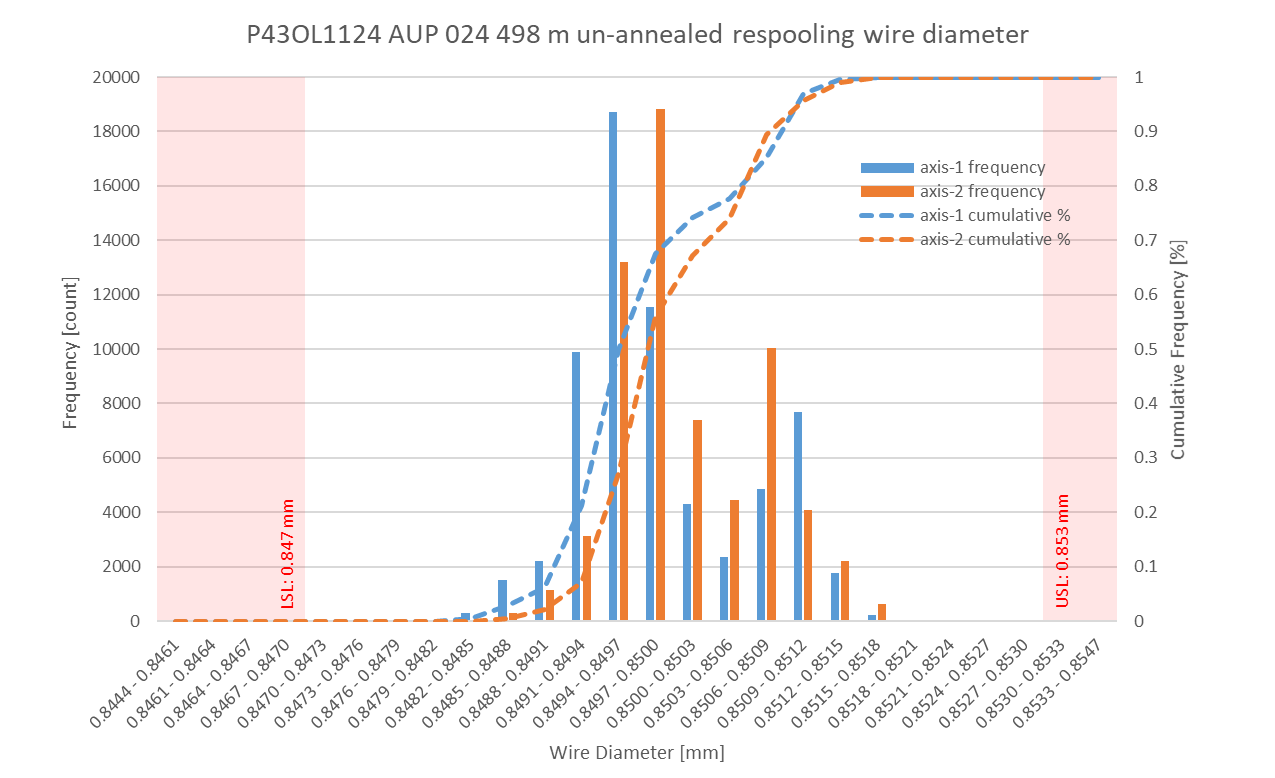 P43OL1124 AUP 024 498 m un-annealed respooling wire diameter
20000
18000
16000
14000
12000
10000
8000
6000
4000
2000
0
Frequency [count]
1
0.9
0.8
0.7
0.6
0.5
0.4
0.3
0.2
0.1
0
Cumulative Frequency [%]
axis-1 frequency
axis-2 frequency
axis-1 cumulative %
axis-2 cumulative %
LSL: 0.847 mm
USL: 0.853 mm
0.8444 - 0.8461
0.8461 - 0.8464
0.8464 - 0.8467
0.8467 - 0.8470
0.8470 - 0.8473
0.8473 - 0.8476
0.8476 - 0.8479
0.8479 - 0.8482
0.8482 - 0.8485
0.8485 - 0.8488
0.8488 - 0.8491
0.8491 - 0.8494
0.8494 - 0.8497
0.8497 - 0.8500
0.8500 - 0.8503
0.8503 - 0.8506
0.8506 - 0.8509
0.8509 - 0.8512
0.8512 - 0.8515
0.8515 - 0.8518
0.8518 - 0.8521
0.8521 - 0.8524
0.8524 - 0.8527
0.8527 - 0.8530
0.8530 - 0.8533
0.8533 - 0.8547
Wire Diameter [mm]